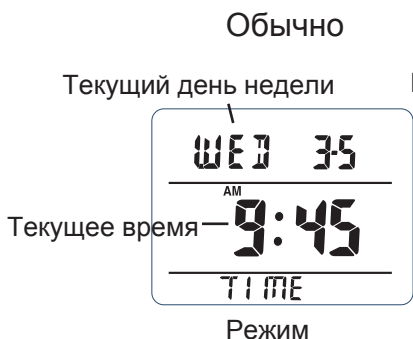 Обычно
Текущий день недели
WED 3-5
AM
Текущее время 9:45
TIME
Режим